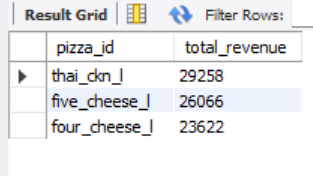 Result Grid Filter Rows:
pizza_id total_revenue
thai_ckn_l 29258
five_cheese_l 26066
four_cheese_l 23622